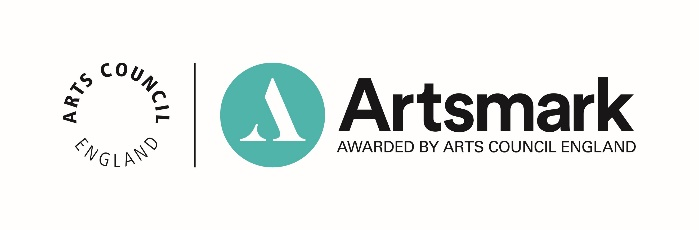 ARTS COUNCIL
ENGLAND
A
Artsmark
AWARDED BY ARTS COUNCIL ENGLAND